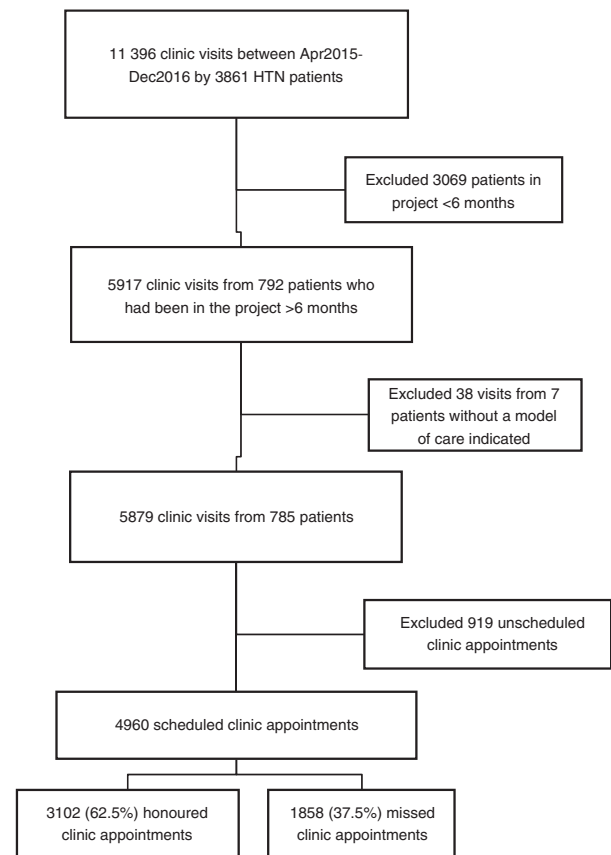 11 396 clinic visits between Apr2015-
Dec2016 by 3861 HTN patients
Excluded 3069 patients in
project <6 months
5917 clinic visits from 792 patients who
had been in the project >6 months
Excluded 38 visits from 7
patients without a model
of care indicated
5879 clinic visits from 785 patients
Excluded 919 unscheduled
clinic appointments
4960 scheduled clinic appointments
3102 (62.5%) honoured
clinic appointments
1858 (37.5%) missed
clinic appointments